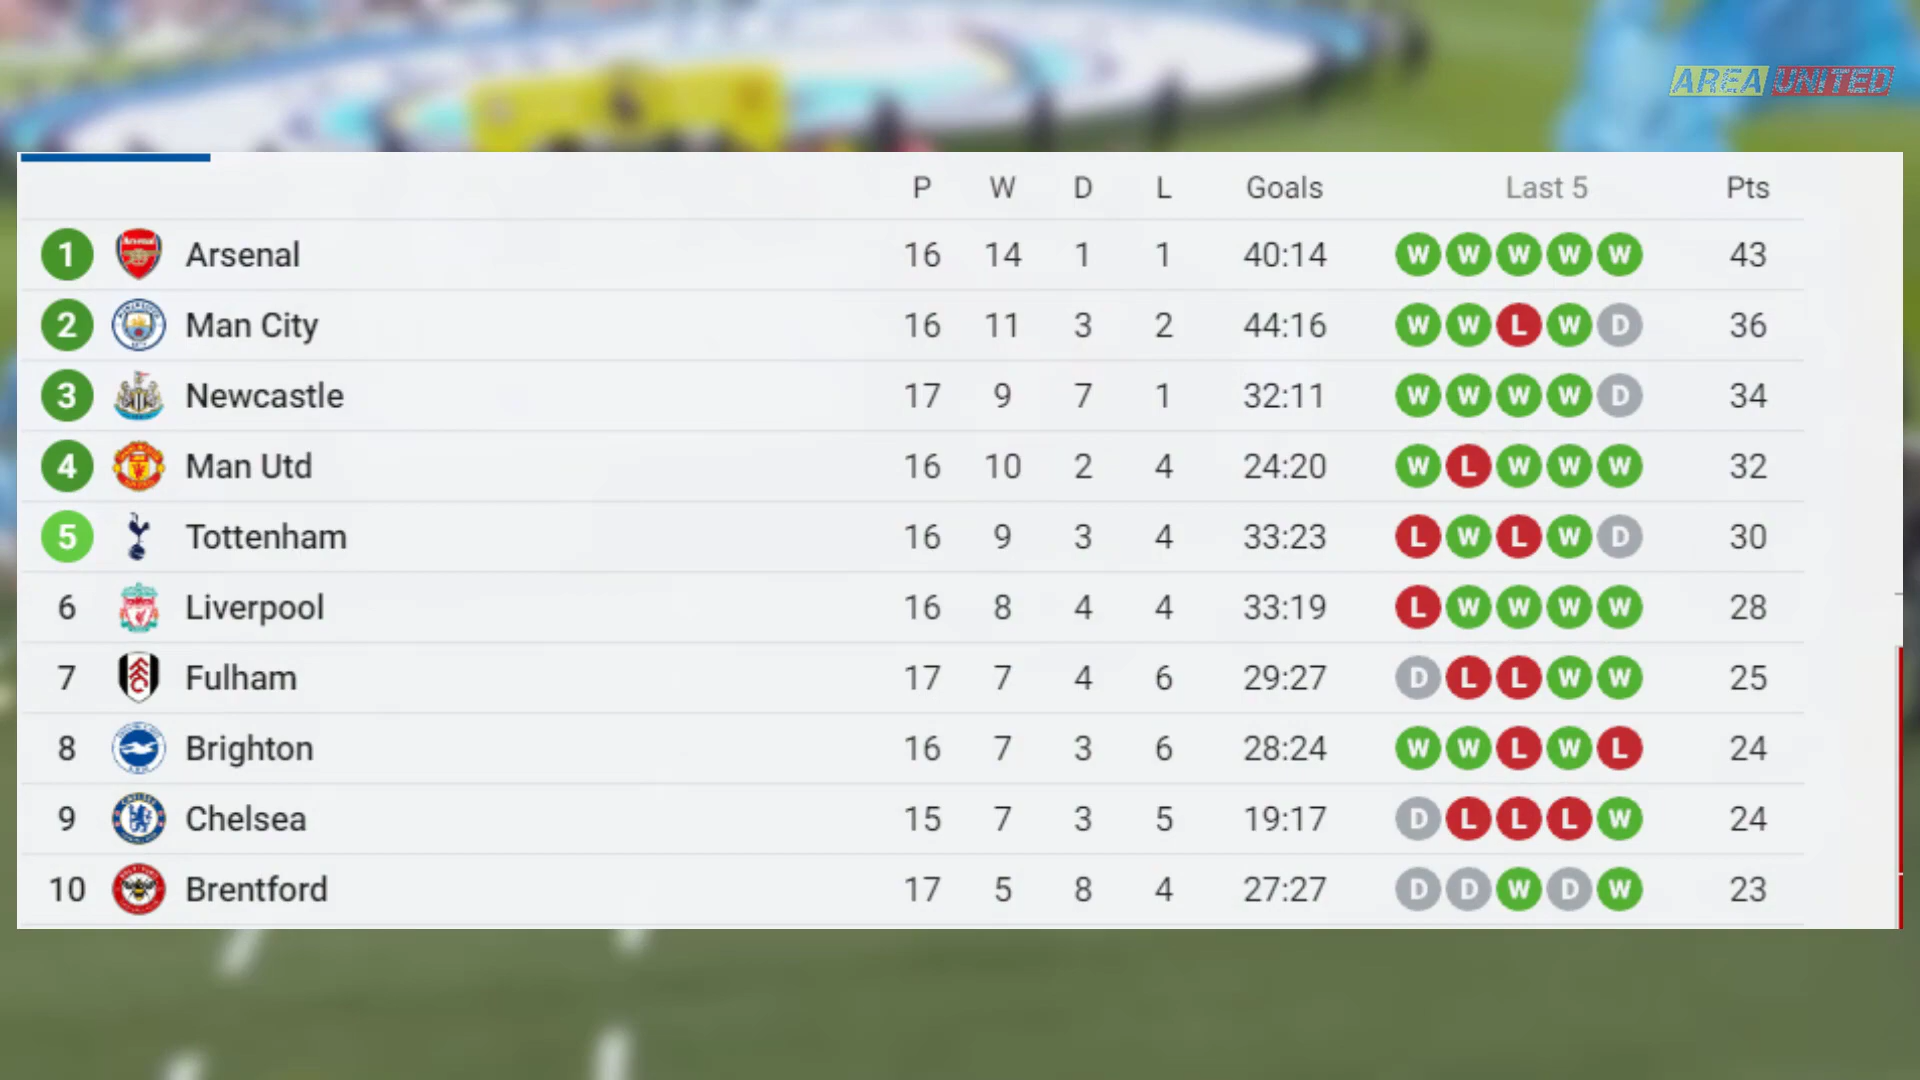 AREA UNITED
P W D L Goals Last 5 Pts
1 Arsenal 16 14 1 1 40:14 W W W W W 43
2 Man City 16 11 3 2 44:16 W W L W D 36
3 Newcastle 17 9 7 1 32:11 W W W W D 34
4 Man Utd 16 10 2 4 24:20 W L W W W 32
5 Tottenham 16 9 3 4 33:23 L W L W D 30
6 Liverpool 16 8 4 4 33:19 L W W W W 28
7 Fulham 17 7 4 6 29:27 D L L W W 25
8 Brighton 16 7 3 6 28:24 W W L W L 24
9 Chelsea 15 7 3 5 19:17 D L L L W 24
10 Brentford 17 5 8 4 27:27 D D W D W 23